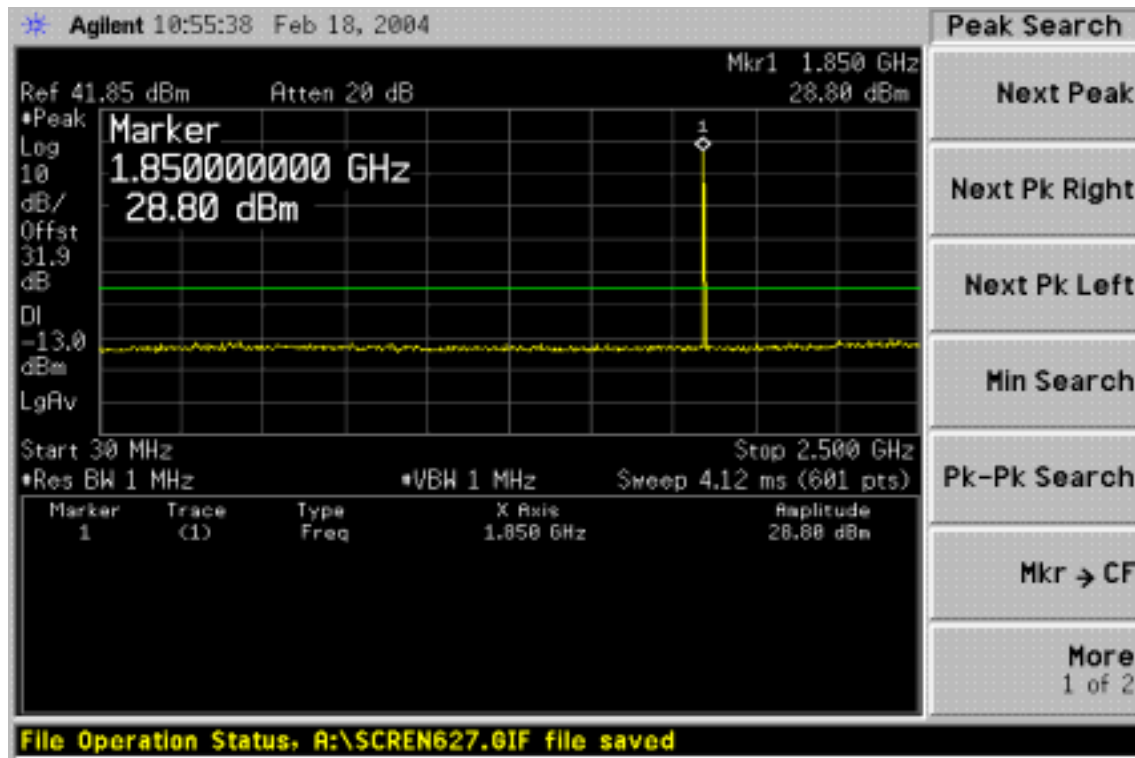 Agilent 10:55:38 Feb 18, 2004
Peak Search
Mkr1 1.850 GHz
Ref 41.85 dBm Atten 20 dB 28.80 dBm
Next Peak
#Peak
Log
10
dB/
Offst
31.9
dB
DI
-13.0
dBm
LgAv
Marker
1.850000000 GHz
28.80 dBm
1
Next Pk Right
Next Pk Left
Min Search
Start 30 MHz Stop 2.500 GHz
#Res BW 1 MHz #VBW 1 MHz Sweep 4.12 ms (601 pts)
Pk-Pk Search
Marker Trace Type X Axis Amplitude
1 (1) Freq 1.850 GHz 28.80 dBm
Mkr → CF
More
1 of 2
File Operation Status, A:\SCREN627.GIF file saved